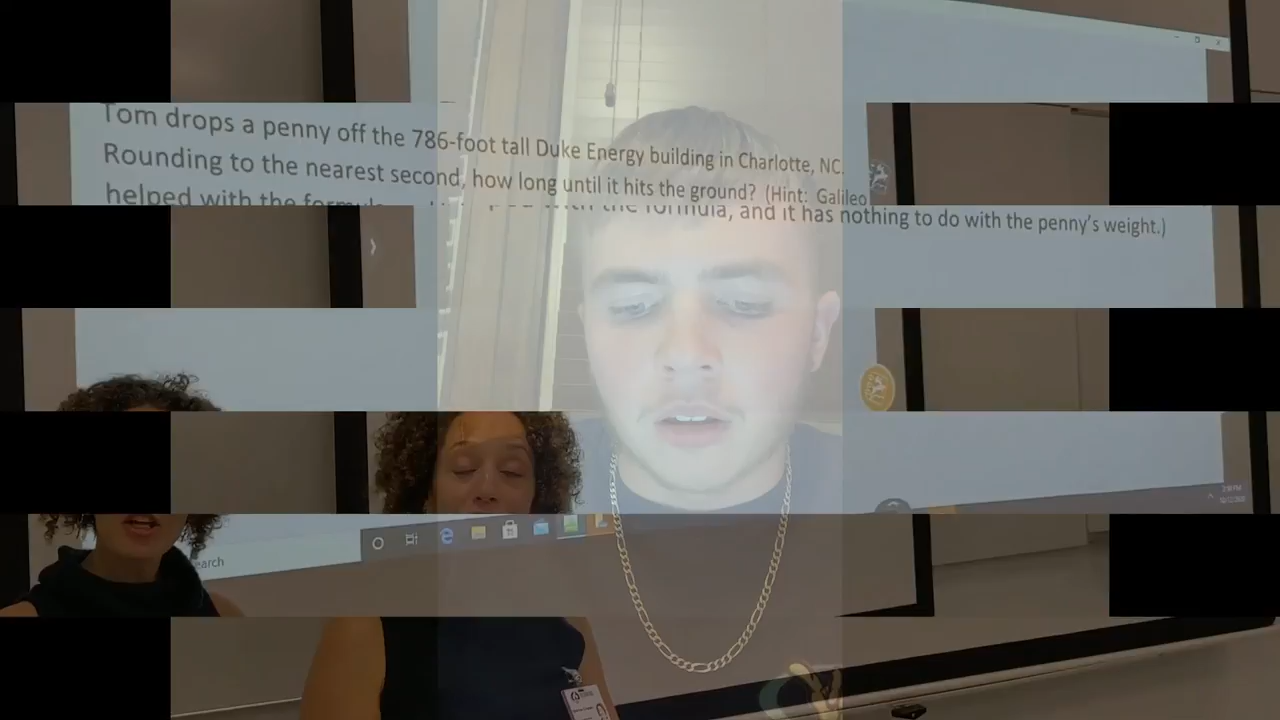 Tom drops a penny off the 786-foot tall Duke Energy building in Charlotte, NC.
Rounding to the nearest second, how long until it hits the ground? (Hint: Galileo
helped with the formula, and it has nothing to do with the penny's weight.)
earch